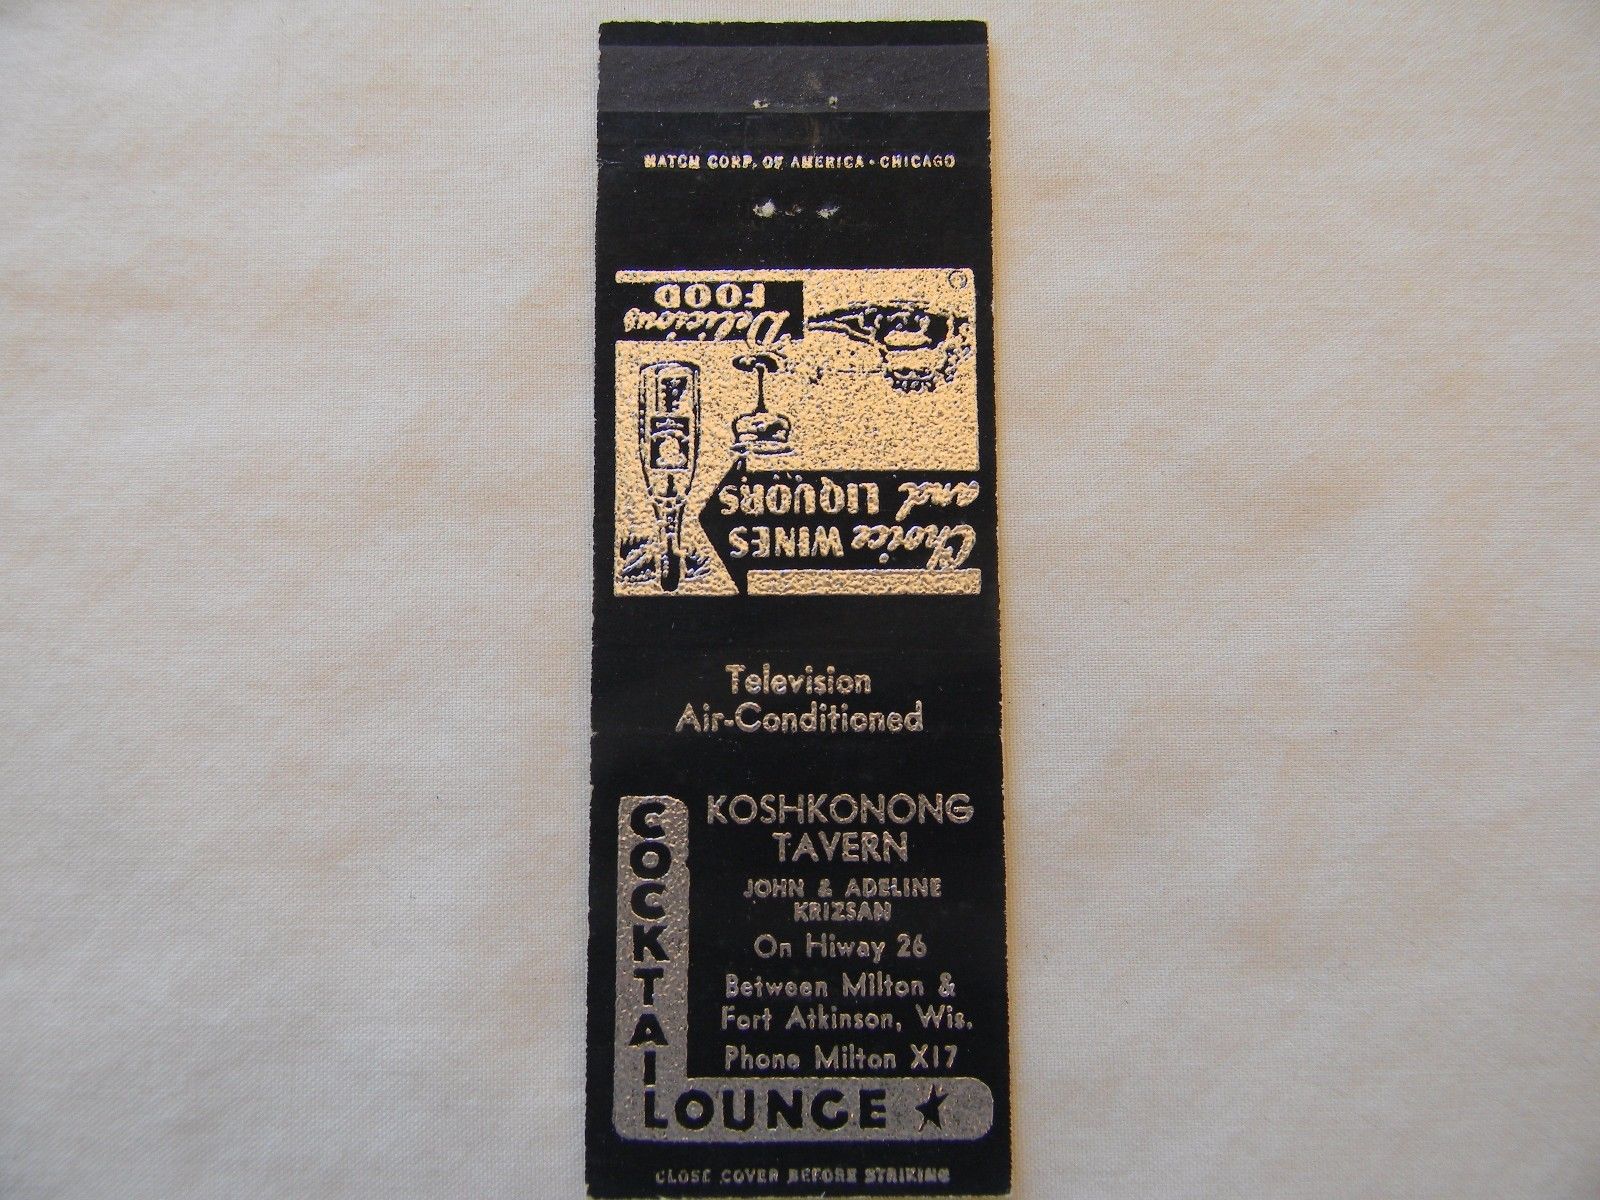 MATCH CORP. OF AMERICA • CHICAGO
Choice WINES
and LIQUORS
Delicious
FOOD
Television
Air-Conditioned
KOSHKONONG
TAVERN
JOHN & ADELINE
KRIZSAN
On Hiway 26
Between Milton &
Fort Atkinson, Wis.
Phone Milton X17
COCKTAIL
LOUNGE
CLOSE COVER BEFORE STRIKING